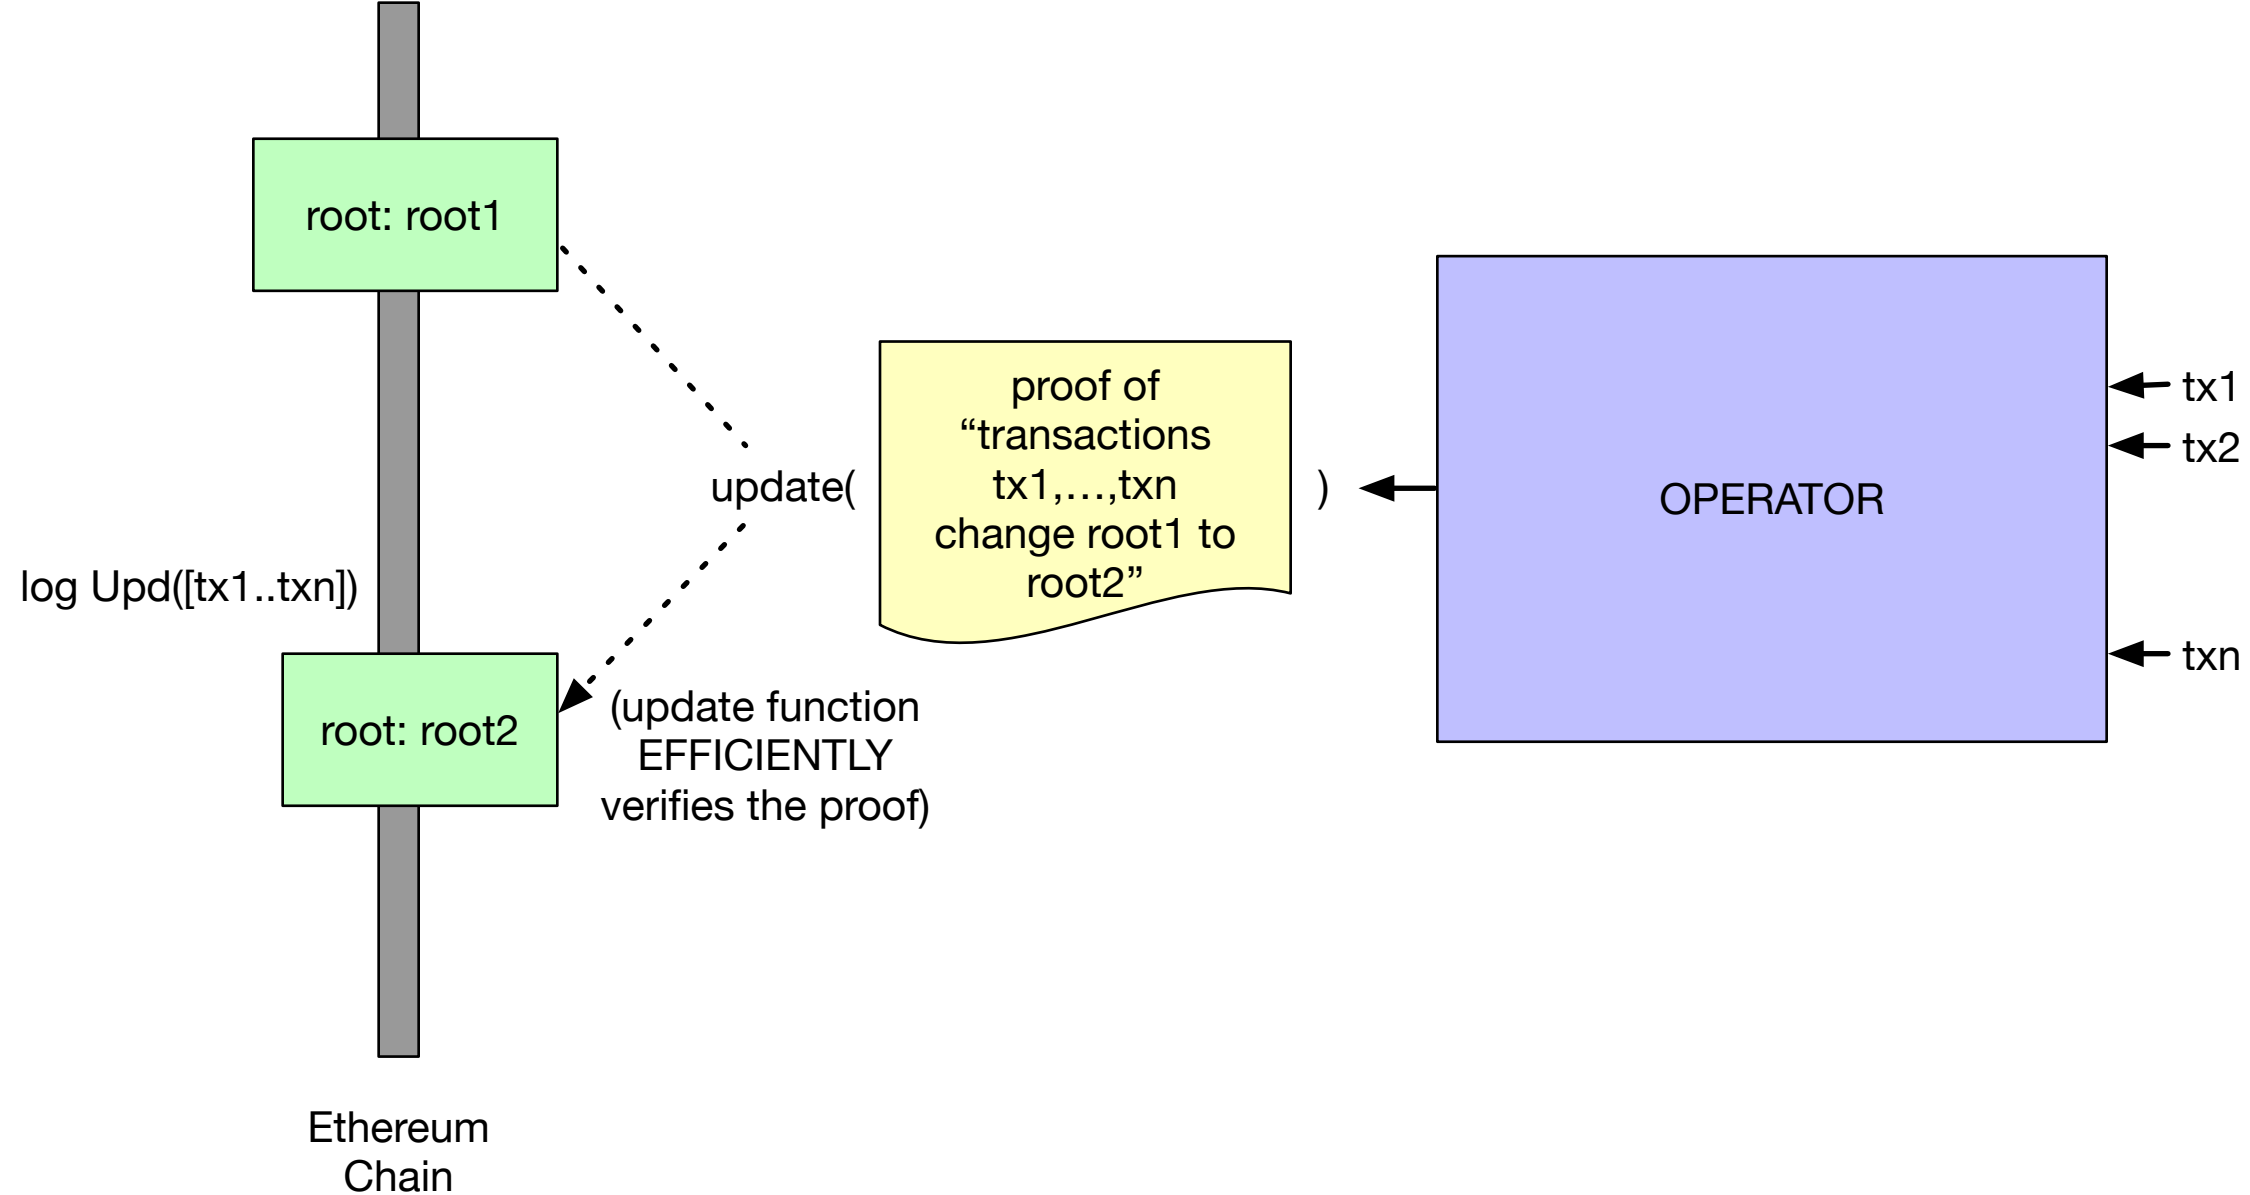 root: root1
proof of
“transactions
tx1,...,txn
change root1 to
root2”
update(
)
OPERATOR
tx1
tx2
txn
log Upd([tx1..txn])
root: root2
(update function
EFFICIENTLY
verifies the proof)
Ethereum
Chain